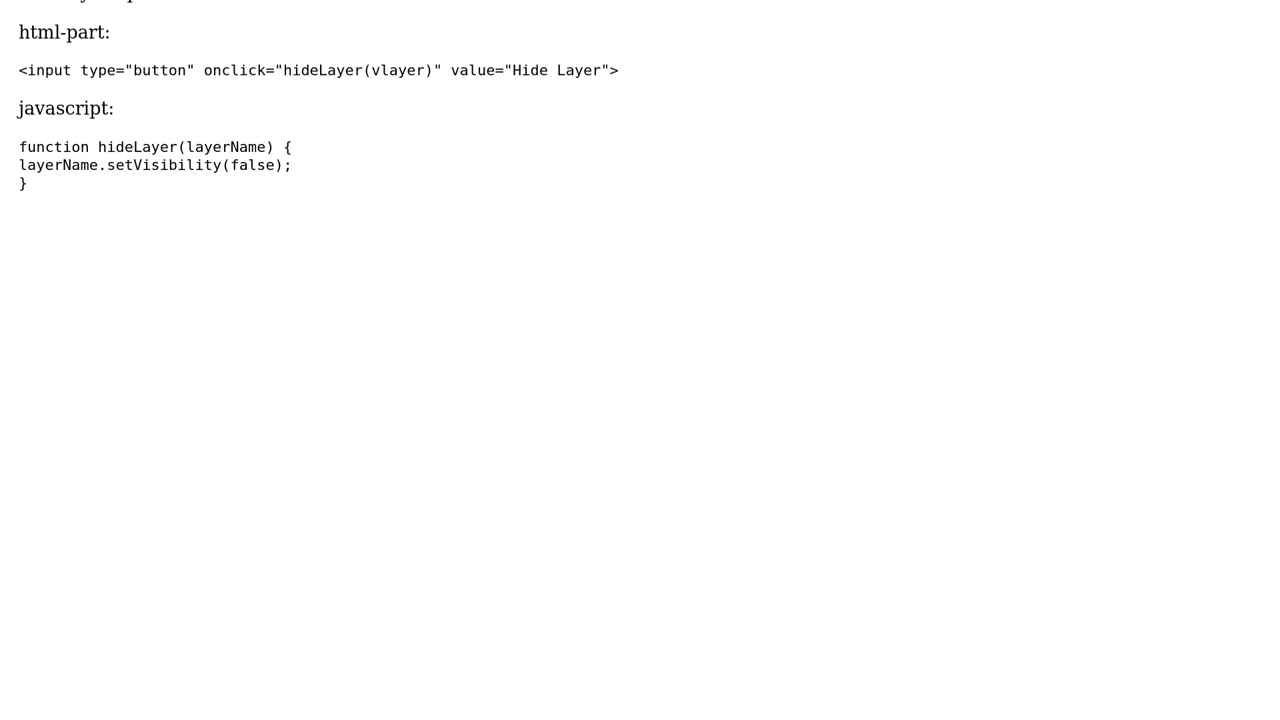 html-part:
<input type="button" onclick="hideLayer(vlayer)" value="Hide Layer">
javascript:
function hideLayer(layerName) {
layerName.setVisibility(false);
}